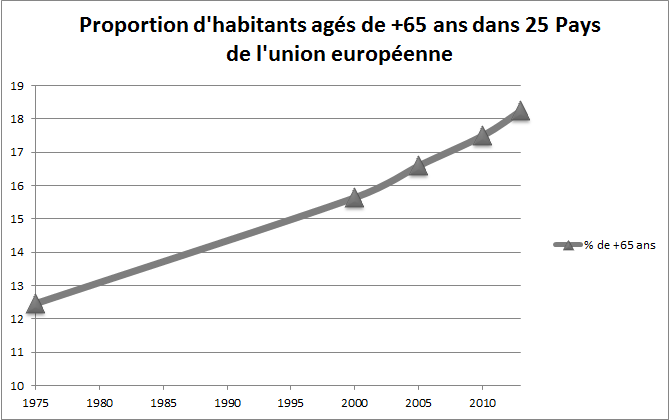 Proportion d'habitants agés de +65 ans dans 25 Pays
de l'union européenne
19
18
17
16
15
14
13
12
11
10
% de +65 ans
1975 1980 1985 1990 1995 2000 2005 2010